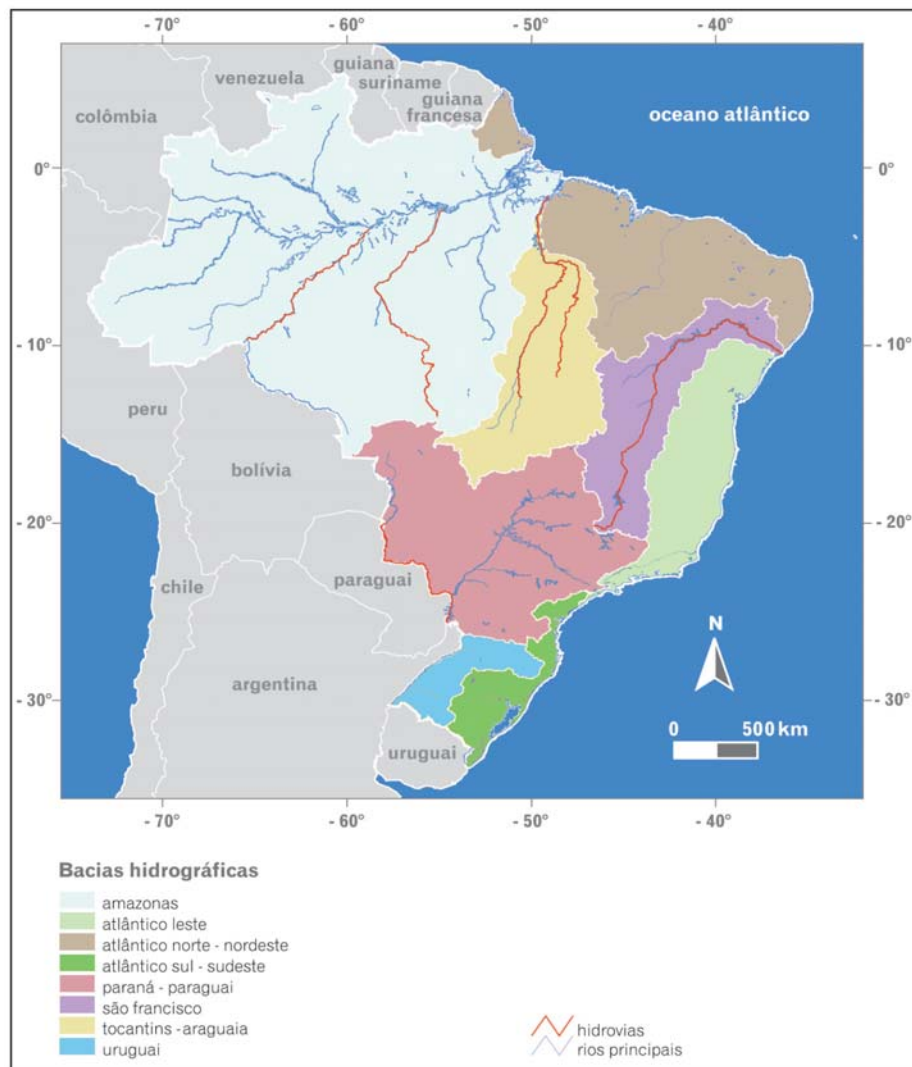 - 70°
- 60°
- 50°
- 40°
guiana
venezuela
suriname
guiana
francesa
colômbia
oceano atlântico
0°
0°
- 10°
- 10°
peru
bolívia
- 20°
- 20°
paraguai
chile
N
argentina
- 30°
- 30°
0
500 km
uruguai
- 70°
- 60°
- 50°
- 40°
Bacias hidrográficas
amazonas
atlântico leste
atlântico norte - nordeste
atlântico sul - sudeste
paraná - paraguai
são francisco
tocantins - araguaia
uruguai
hidrovias
rios principais